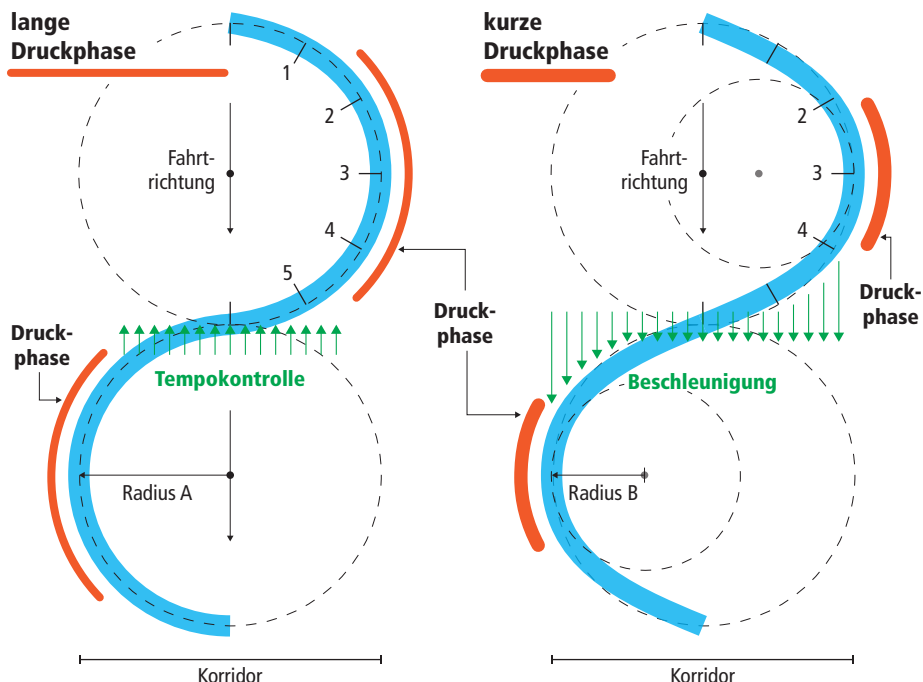 lange
Druckphase
1
2
Fahrt-
richtung
3
4
5
Druck-
phase
Tempokontrolle
Radius A
Korridor
Druck-
phase
kurze
Druckphase
2
Fahrt-
richtung
3
4
Druck-
phase
Beschleunigung
Radius B
Korridor